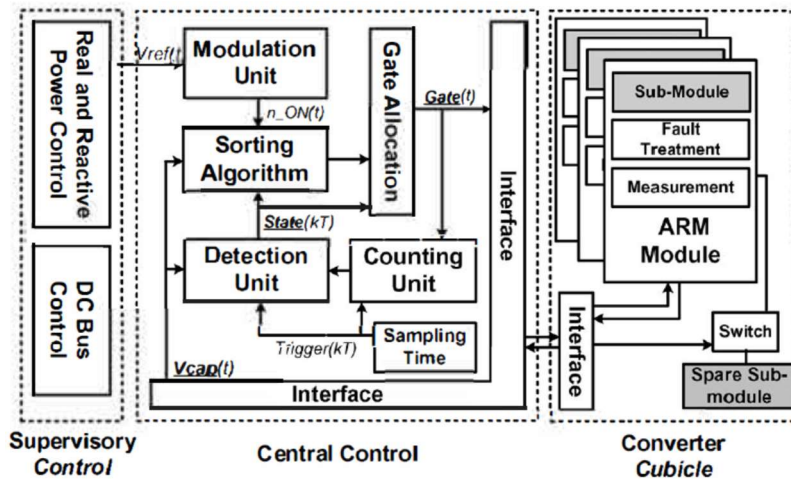 Real and Reactive
Power Control
DC Bus
Control
Supervisory
Control
Vref(t)
Modulation
Unit
n_ON(t)
Sorting
Algorithm
State(kT)
Detection
Unit
Gate Allocation
Gate(t)
Counting
Unit
Trigger(kT)
Sampling
Time
Vcap(t)
Interface
Interface
Central Control
Sub-Module
Fault
Treatment
Measurement
ARM
Module
Interface
Switch
Spare Sub-
module
Converter
Cubicle